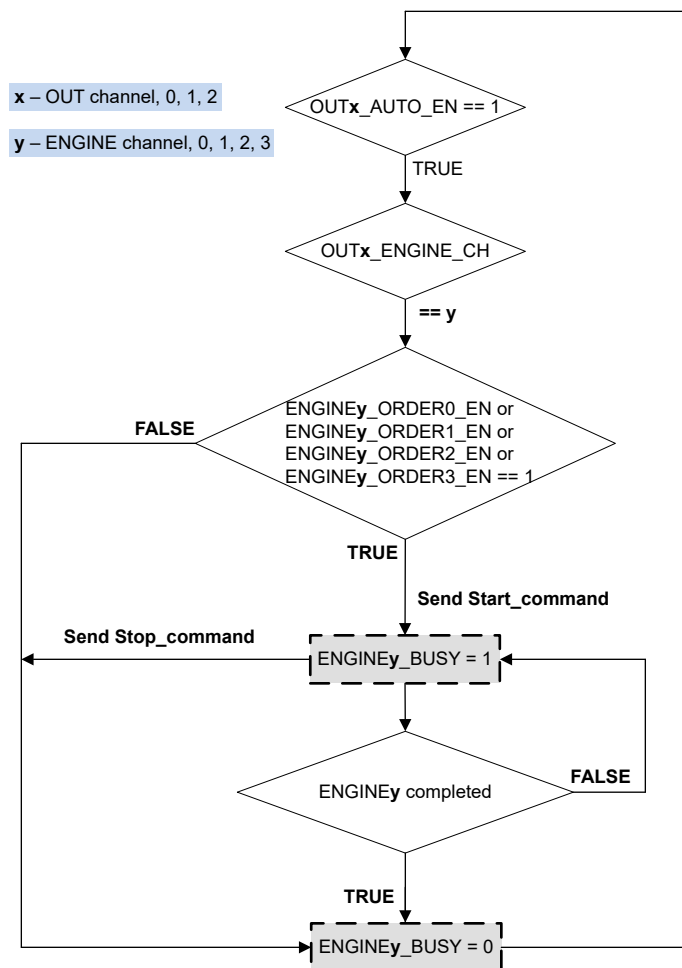 x – OUT channel, 0, 1, 2
y – ENGINE channel, 0, 1, 2, 3
OUTx_AUTO_EN == 1
TRUE
OUTx_ENGINE_CH
== y
ENGINEy_ORDER0_EN or
ENGINEy_ORDER1_EN or
ENGINEy_ORDER2_EN or
ENGINEy_ORDER3_EN == 1
FALSE
TRUE
Send Start_command
Send Stop_command
ENGINEy_BUSY = 1
ENGINEy completed
FALSE
TRUE
ENGINEy_BUSY = 0